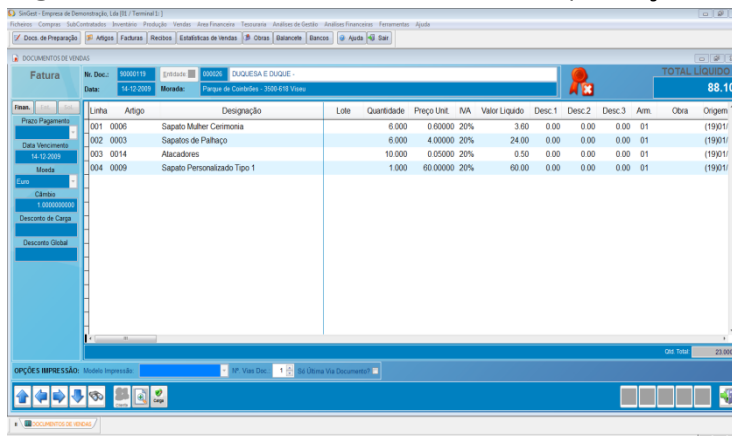 SinGest - Empresa de Demonstração, Lda [01 / Terminal 1: ]
Ficheiros Compras SubContratados Inventário Produção Vendas Area Financeiro Tesouraria Análises de Gestão Análises Financeiras Ferramentas Ajuda
Docs. de Preparação Artigos Faturas Recibos Estatísticas de Vendas Obras Balancete Bancos Ajuda Sair
DOCUMENTOS DE VENDAS
Fatura Nr. Doc.: 90000119 Entidade 000026 DUQUESA E DUQUE - TOTAL LÍQUIDO
Data: 14-12-2009 Morada: Parque de Coimbrões - 3500-618 Viseu 88.10
Finan.
Linha Artigo Designação Lote Quantidade Preço Unit. IVA Valor Liquido Desc.1 Desc.2 Desc.3 Arm. Obra Origem
001 0006 Sapato Mulher Cerimonia 6.000 0.60000 20% 3.60 0.00 0.00 0.00 01 (19)01/
002 0003 Sapatos de Palhaço 6.000 4.00000 20% 24.00 0.00 0.00 0.00 01 (19)01/
003 0014 Atacadores 10.000 0.05000 20% 0.50 0.00 0.00 0.00 01 (19)01/
004 0009 Sapato Personalizado Tipo 1 1.000 60.00000 20% 60.00 0.00 0.00 0.00 01 (19)01/
Prazo Pagamento
Data Vencimento
14-12-2009
Moeda
Euro
Câmbio
1.0000000000
Desconto de Carga
Desconto Global
Qtd. Total: 23.000
OPÇÕES IMPRESSÃO: Modelo Impressão: Nº. Vias Doc.: 1 Só Última Via Documento?
Carga
DOCUMENTOS DE VENDAS